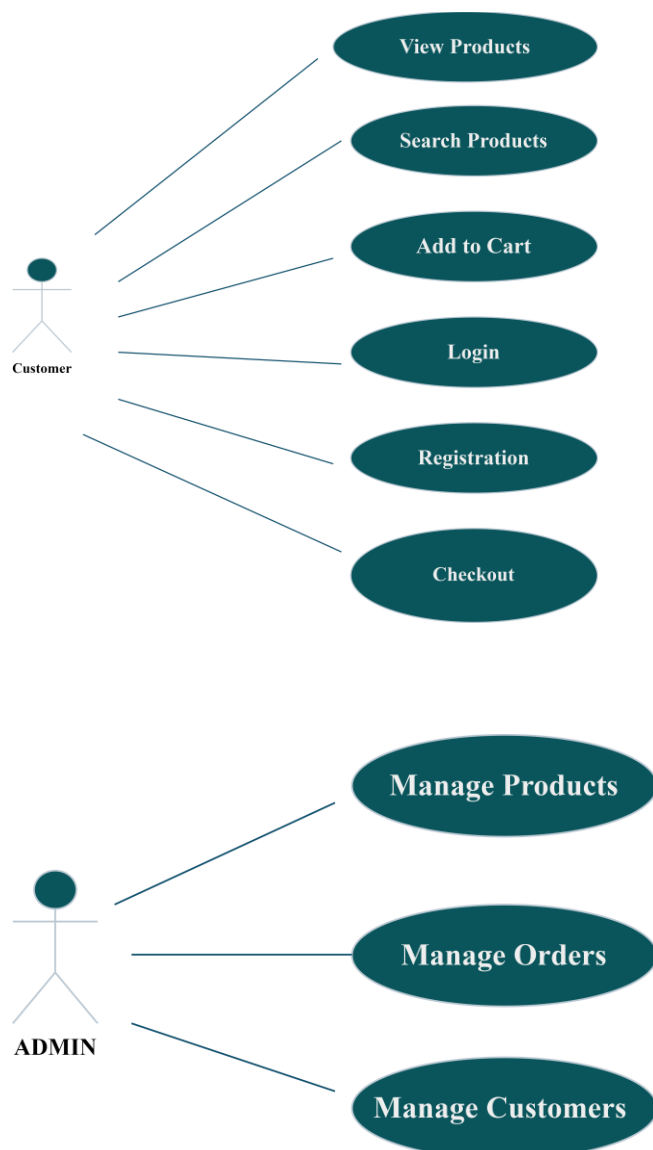 View Products
Search Products
Add to Cart
Login
Customer
Registration
Checkout
Manage Products
Manage Orders
ADMIN
Manage Customers